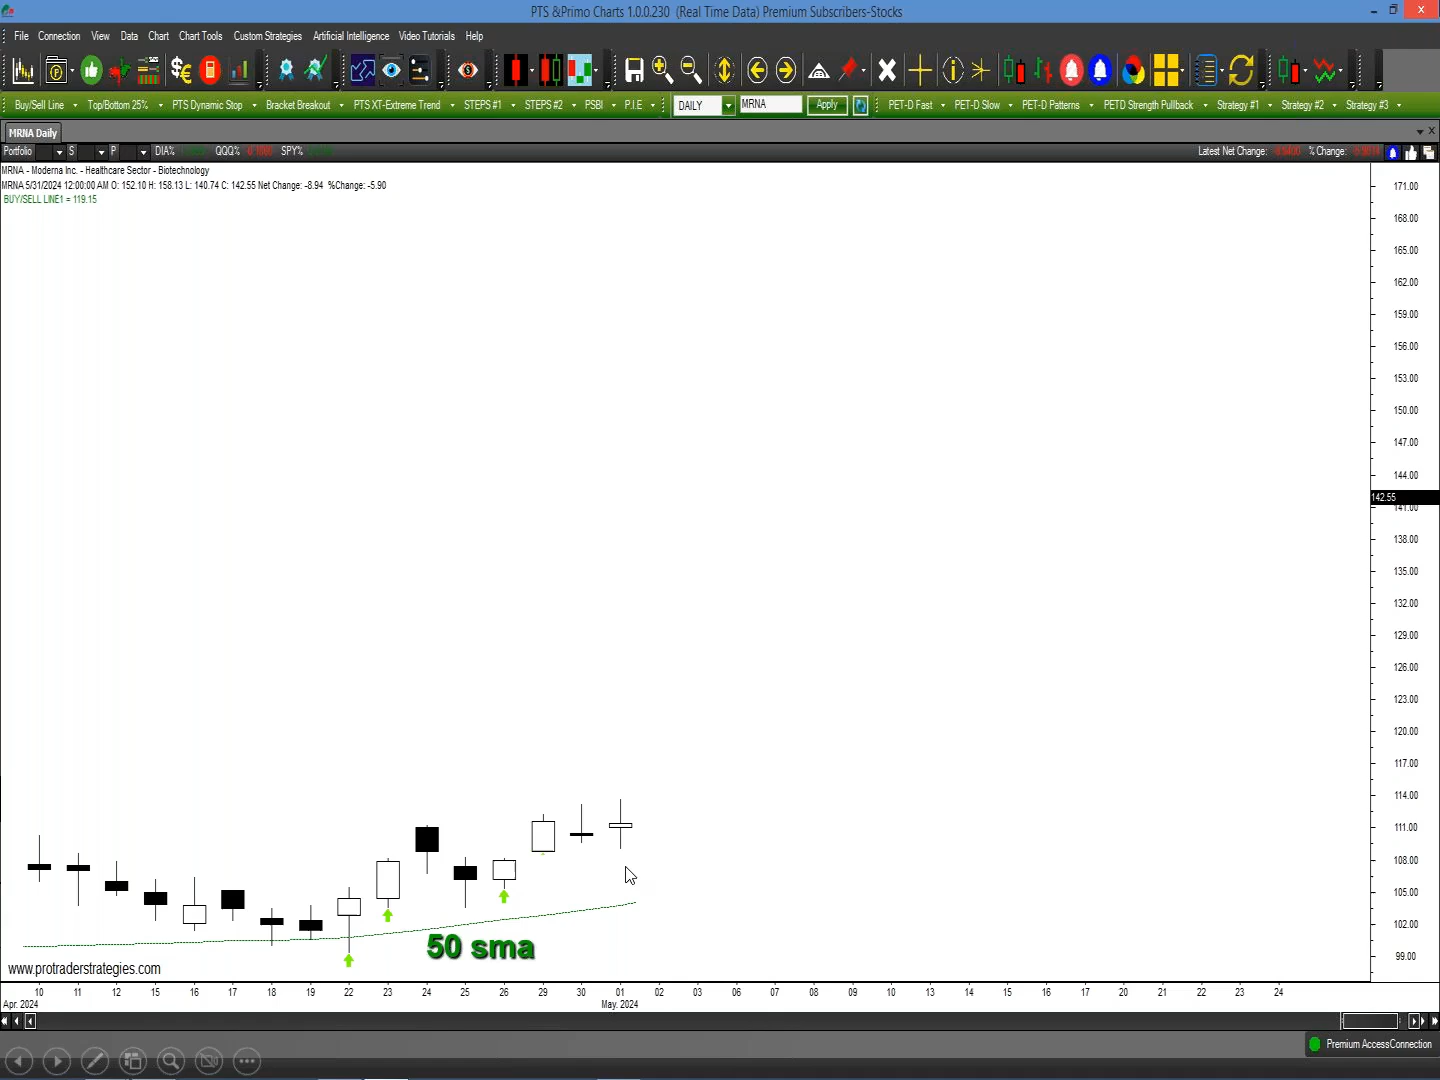 PTS &Primo Charts 1.0.0.230 (Real Time Data) Premium Subscribers-Stocks
File Connection View Data Chart Chart Tools Custom Strategies Artificial Intelligence Video Tutorials Help
Buy/Sell Line Top/Bottom 25% PTS Dynamic Stop Bracket Breakout PTS XT-Extreme Trend STEPS #1 STEPS #2 PSBI P.I.E DAILY MRNA Apply PET-D Fast PET-D Slow PET-D Patterns PETD Strength Pullback Strategy #1 Strategy #2 Strategy #3
MRNA Daily
Portfolio S P DIA% QQQ% SPY% Latest Net Change: % Change:
MRNA - Moderna Inc. - Healthcare Sector - Biotechnology
MRNA 5/31/2024 12:00:00 AM O: 152.10 H: 158.13 L: 140.74 C: 142.55 Net Change: -8.94 %Change: -5.90
BUY/SELL LINE1 = 119.15
171.00
168.00
165.00
162.00
159.00
156.00
153.00
150.00
147.00
144.00
142.55
141.00
138.00
135.00
132.00
129.00
126.00
123.00
120.00
117.00
114.00
111.00
108.00
105.00
102.00
99.00
50 sma
www.protraderstrategies.com
10 11 12 15 16 17 18 19 22 23 24 25 26 29 30 01 02 03 06 07 08 09 10 13 14 15 16 17 20 21 22 23 24
Apr. 2024 May. 2024
Premium AccessConnection